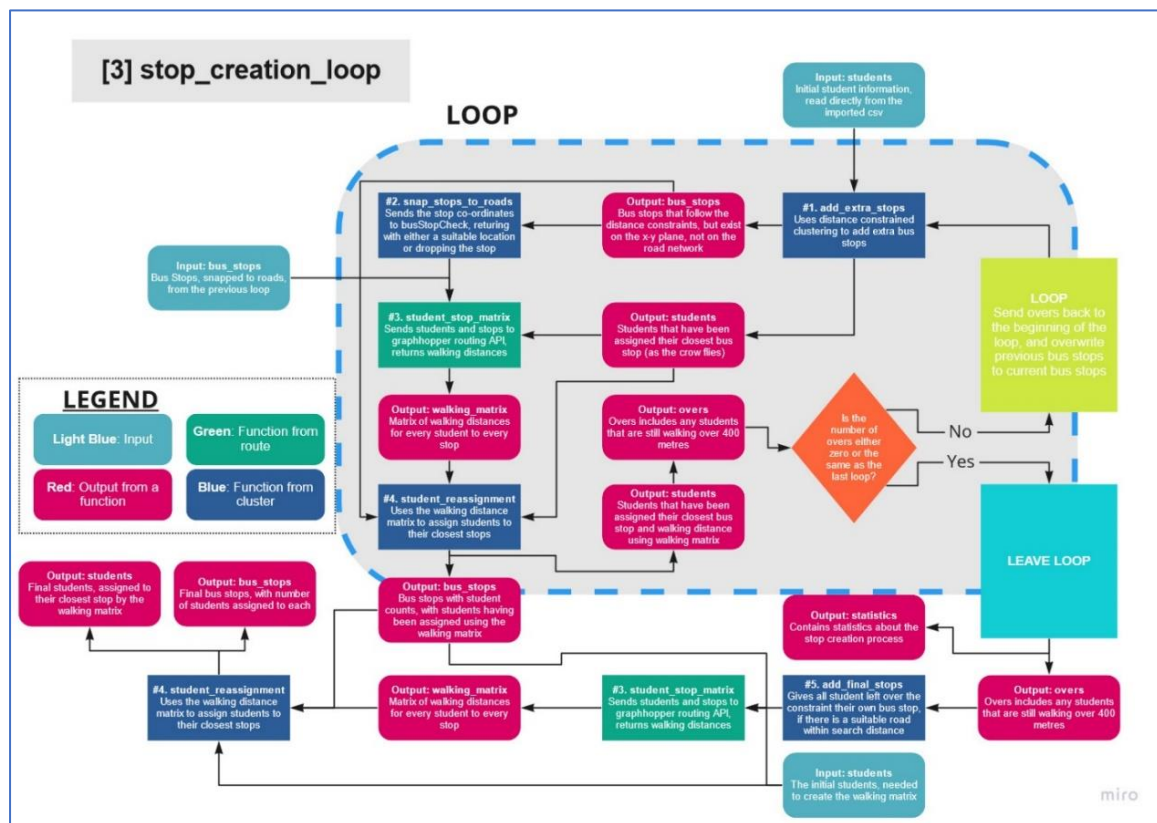 [3] stop_creation_loop
LOOP
Input: students
Initial student information,
read directly from the
imported csv
#2. snap_stops_to_roads
Sends the stop co-ordinates
to busStopCheck, returing
with either a suitable location
or dropping the stop
Output: bus_stops
Bus stops that follow the
distance constraints, but exist
on the x-y plane, not on the
road network
#1. add_extra_stops
Uses distance constrained
clustering to add extra bus
stops
Input: bus_stops
Bus Stops, snapped to roads,
from the previous loop
#3. student_stop_matrix
Sends students and stops to
graphhopper routing API,
returns walking distances
Output: students
Students that have been
assigned their closest bus
stop (as the crow flies)
LOOP
Send overs back to
the beginning of the
loop, and overwrite
previous bus stops
to current bus stops
LEGEND
Light Blue: Input
Green: Function from
route
Red: Output from a
function
Blue: Function from
cluster
Output: walking_matrix
Matrix of walking distances
for every student to every
stop
Output: overs
Overs includes any students
that are still walking over 400
metres
Is the
number of
overs either
zero or the
same as the
last loop?
No
Yes
#4. student_reassignment
Uses the walking distance
matrix to assign students to
their closest stops
Output: students
Students that have been
assigned their closest bus
stop and walking distance
using walking matrix
LEAVE LOOP
Output: students
Final students, assigned to
their closest stop by the
walking matrix
Output: bus_stops
Final bus stops, with number
of students assigned to each
Output: bus_stops
Bus stops with student
counts, with students having
been assigned using the
walking matrix
Output: statistics
Contains statistics about the
stop creation process
#4. student_reassignment
Uses the walking distance
matrix to assign students to
their closest stops
Output: walking_matrix
Matrix of walking distances
for every student to every
stop
#3. student_stop_matrix
Sends students and stops to
graphhopper routing API,
returns walking distances
#5. add_final_stops
Gives all student left over the
constraint their own bus stop,
if there is a suitable road
within search distance
Output: overs
Overs includes any students
that are still walking over 400
metres
Input: students
The initial students, needed
to create the walking matrix
miro